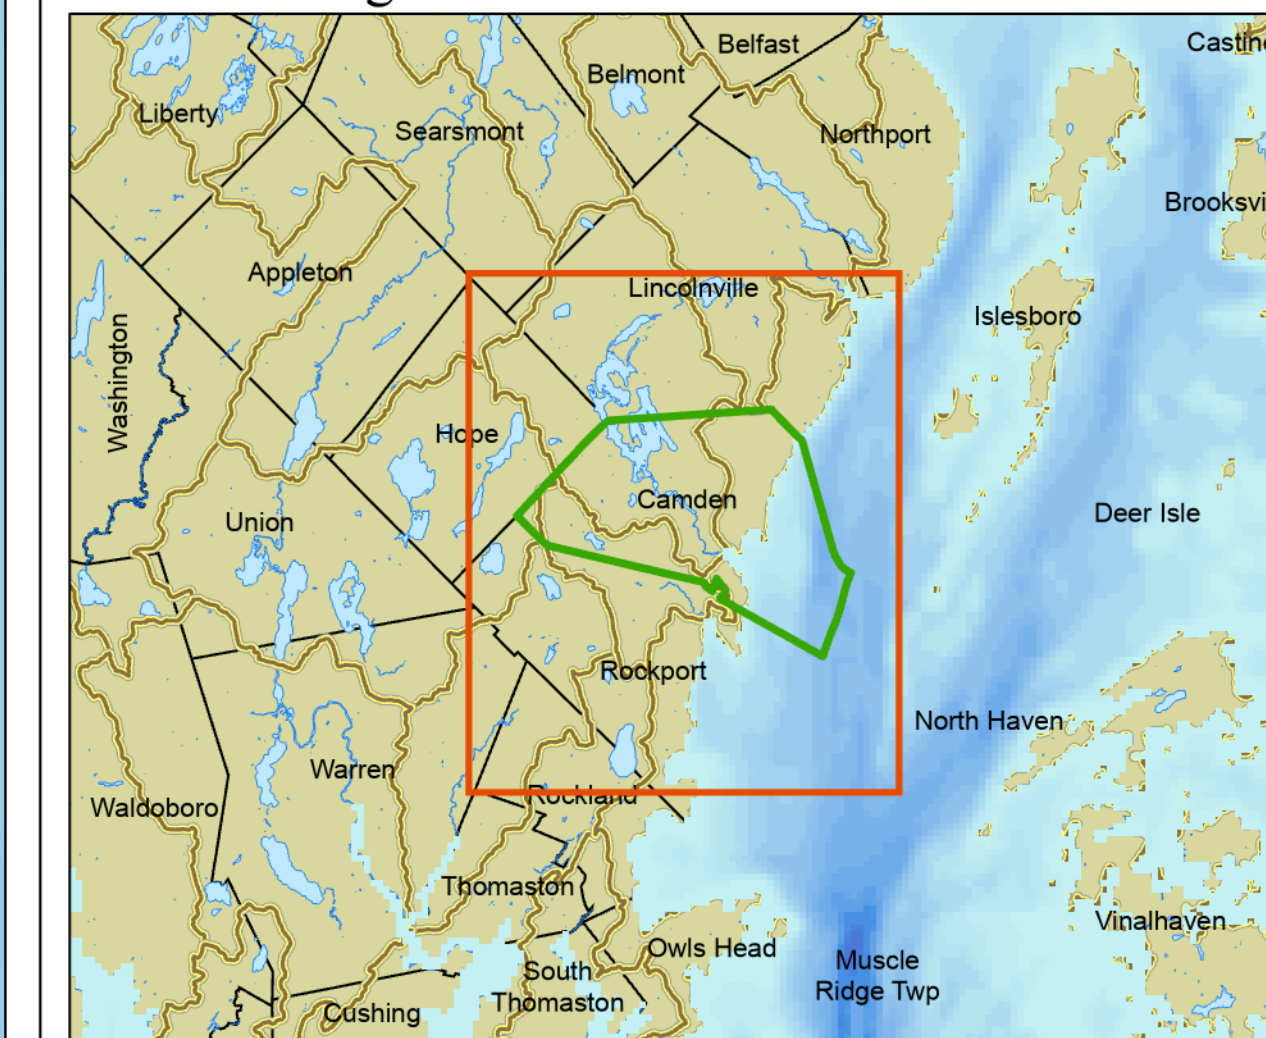 Belfast
Castine
Belmont
Liberty
Searsmont
Northport
Brooksvi
Appleton
Lincolnville
Islesboro
Washington
Hope
Camden
Deer Isle
Union
Rockport
North Haven
Warren
Rockland
Waldoboro
Thomaston
Vinalhaven
Owls Head
Muscle
Ridge Twp
South
Thomaston
Cushing